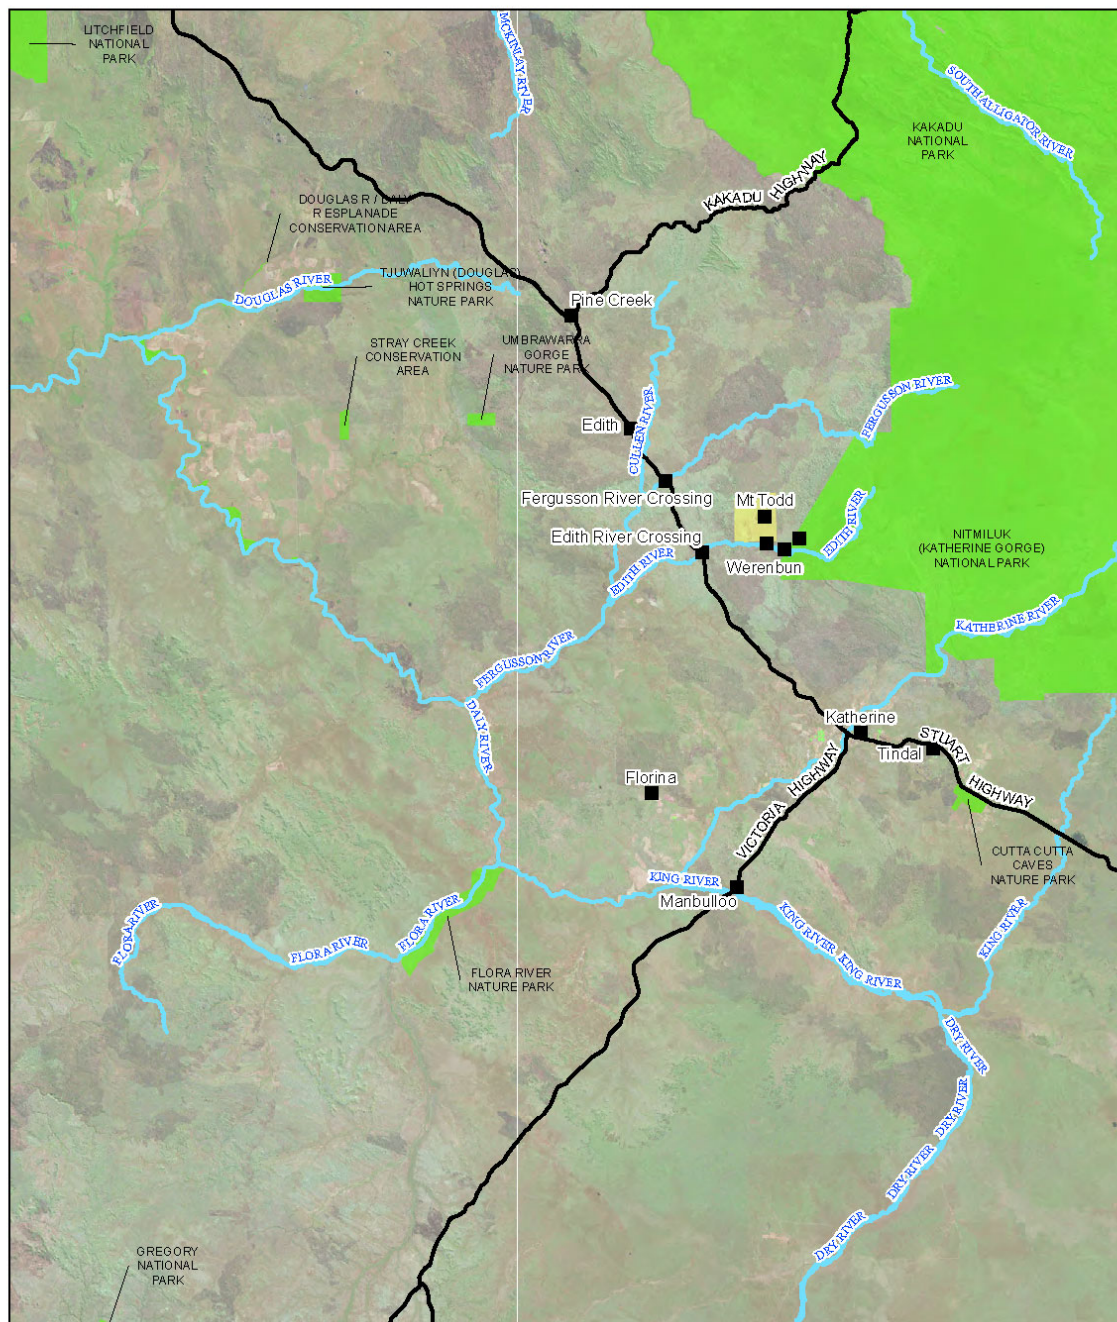 LITCHFIELD
NATIONAL
PARK
MCKINLAY RIVER
SOUTH ALLIGATOR RIVER
KAKADU
NATIONAL
PARK
KAKADU HIGHWAY
DOUGLAS R / DALY
R ESPLANADE
CONSERVATION AREA
TJUWALIYN (DOUGLAS)
HOT SPRINGS
NATURE PARK
DOUGLAS RIVER
Pine Creek
STRAY CREEK
CONSERVATION
AREA
UMBRAWARRA
GORGE
NATURE PARK
FERGUSSON RIVER
Edith
CULLEN RIVER
Fergusson River Crossing
Mt Todd
Edith River Crossing
EDITH RIVER
NITMILUK
(KATHERINE GORGE)
NATIONAL PARK
Werenbun
EDITH RIVER
KATHERINE RIVER
FERGUSSON RIVER
DALY RIVER
Katherine
STUART HIGHWAY
Tindal
Florina
VICTORIA HIGHWAY
CUTTA CUTTA
CAVES
NATURE PARK
KING RIVER
Manbulloo
FLORA RIVER
FLORA RIVER
FLORA RIVER
KING RIVER
KING RIVER
KING RIVER
FLORA RIVER
NATURE PARK
DRY RIVER
DRY RIVER
DRY RIVER
DRY RIVER
GREGORY
NATIONAL
PARK